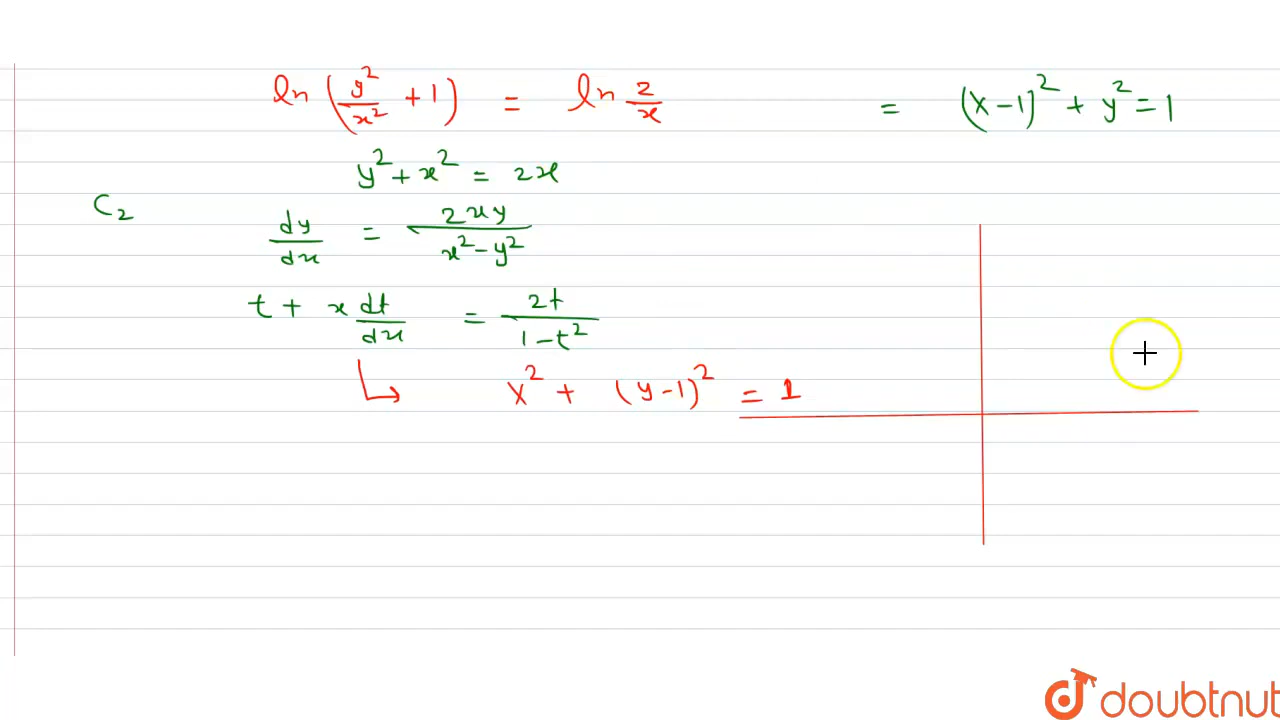 ln (y²/x² + 1) = ln 2/x
= (x-1)² + y² = 1
y² + x² = 2x
C₂
dy/dx = 2xy/x²-y²
t + x dt/dx = 2t/1-t²
x² + (y-1)² = 1
doubtnut